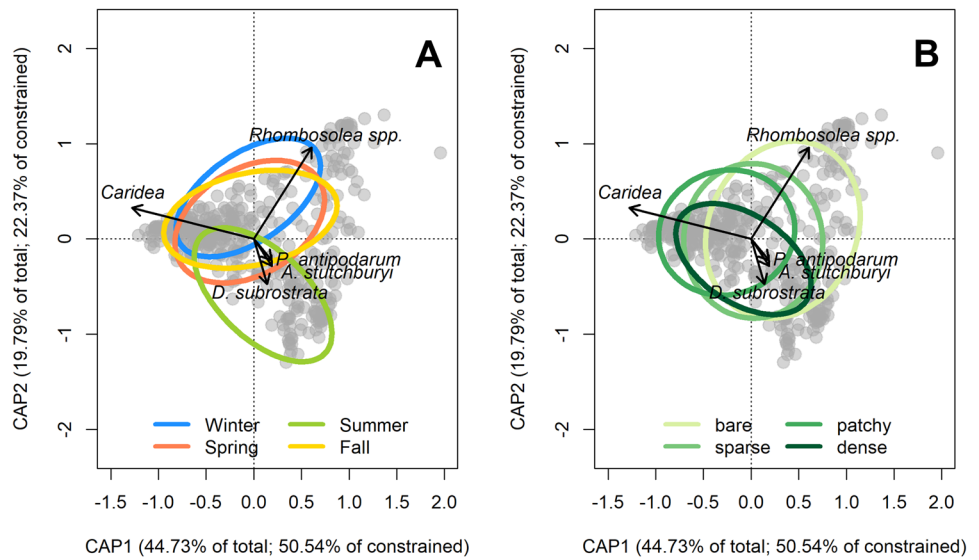 A
B
CAP2 (19.79% of total; 22.37% of constrained)
2
1
0
-1
-2
Rhombosolea spp.
Caridea
P. antipodarum
A. stutchburyi
D. subrostrata
Winter
Summer
Spring
Fall
-1.5 -1.0 -0.5 0.0 0.5 1.0 1.5 2.0
CAP1 (44.73% of total; 50.54% of constrained)
CAP2 (19.79% of total; 22.37% of constrained)
2
1
0
-1
-2
Rhombosolea spp.
Caridea
P. antipodarum
A. stutchburyi
D. subrostrata
bare
patchy
sparse
dense
-1.5 -1.0 -0.5 0.0 0.5 1.0 1.5 2.0
CAP1 (44.73% of total; 50.54% of constrained)